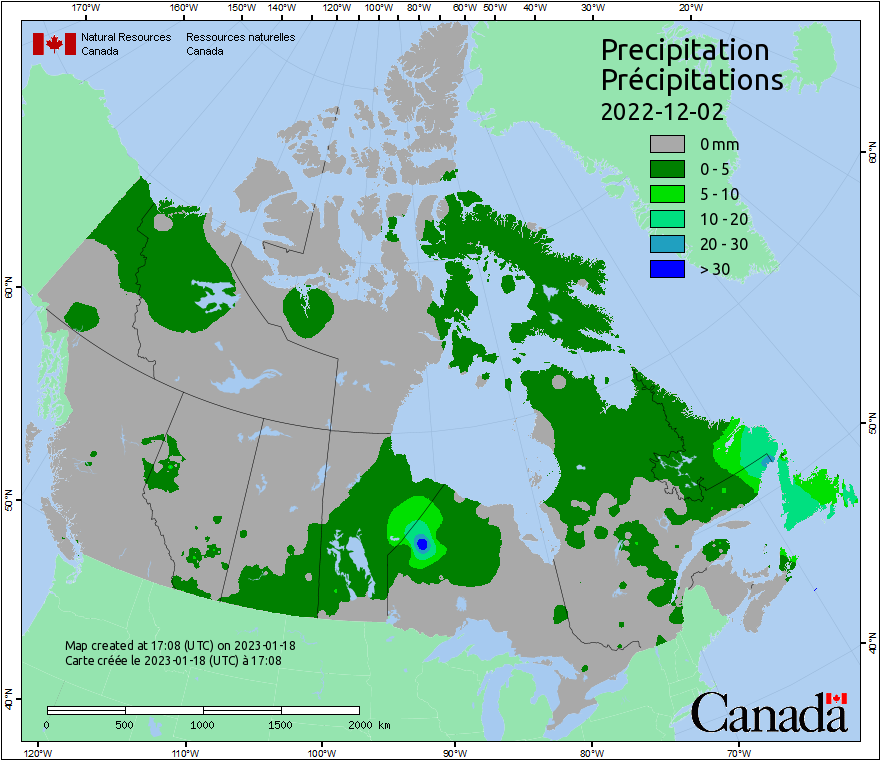 170°W 160°W 150°W 140°W 130°W 120°W 110°W 100°W 90°W 80°W 60°W 50°W 40°W 30°W 20°W
Natural Resources Canada
Ressources naturelles Canada
Precipitation
Précipitations
2022-12-02
0 mm
0 - 5
5 - 10
10 - 20
20 - 30
> 30
60°N
60°N
50°N
50°N
40°N
40°N
Map created at 17:08 (UTC) on 2023-01-18
Carte créée le 2023-01-18 (UTC) à 17:08
0 500 1000 1500 2000 km
Canada
120°W 110°W 100°W 90°W 80°W 70°W